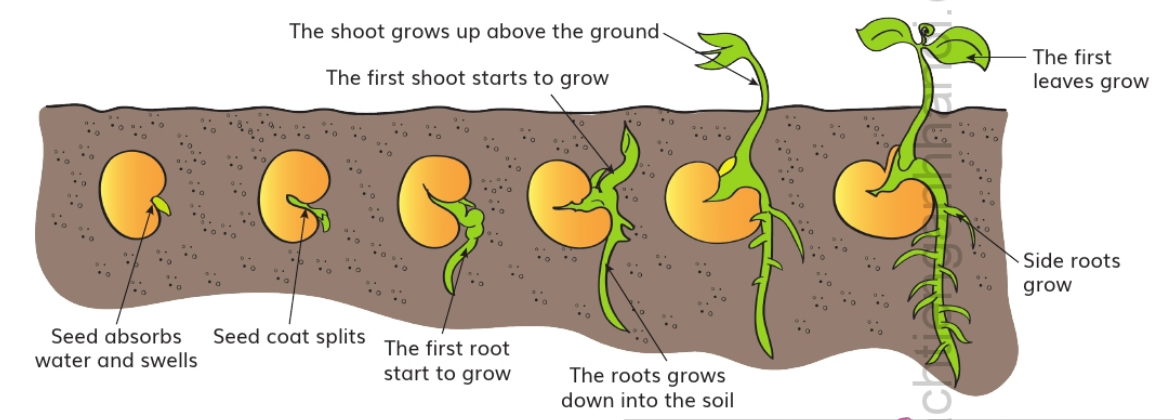 The shoot grows up above the ground
The first shoot starts to grow
The first
leaves grow
Side roots
grow
Seed absorbs
water and swells
Seed coat splits
The first root
start to grow
The roots grows
down into the soil